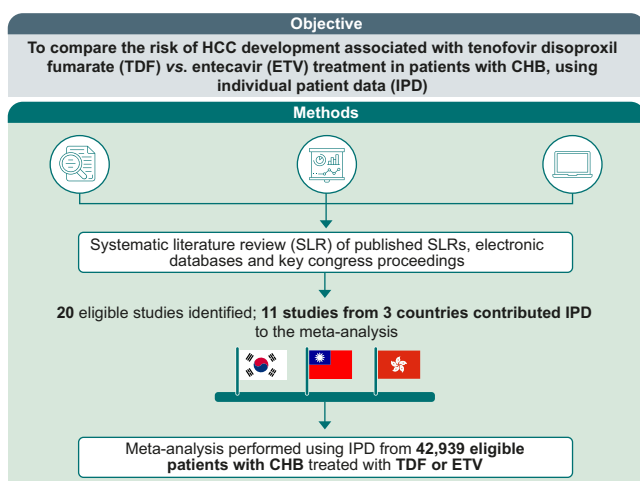 Objective
To compare the risk of HCC development associated with tenofovir disoproxil
fumarate (TDF) vs. entecavir (ETV) treatment in patients with CHB, using
individual patient data (IPD)
Methods
Systematic literature review (SLR) of published SLRs, electronic
databases and key congress proceedings
20 eligible studies identified; 11 studies from 3 countries contributed IPD
to the meta-analysis
Meta-analysis performed using IPD from 42,939 eligible
patients with CHB treated with TDF or ETV